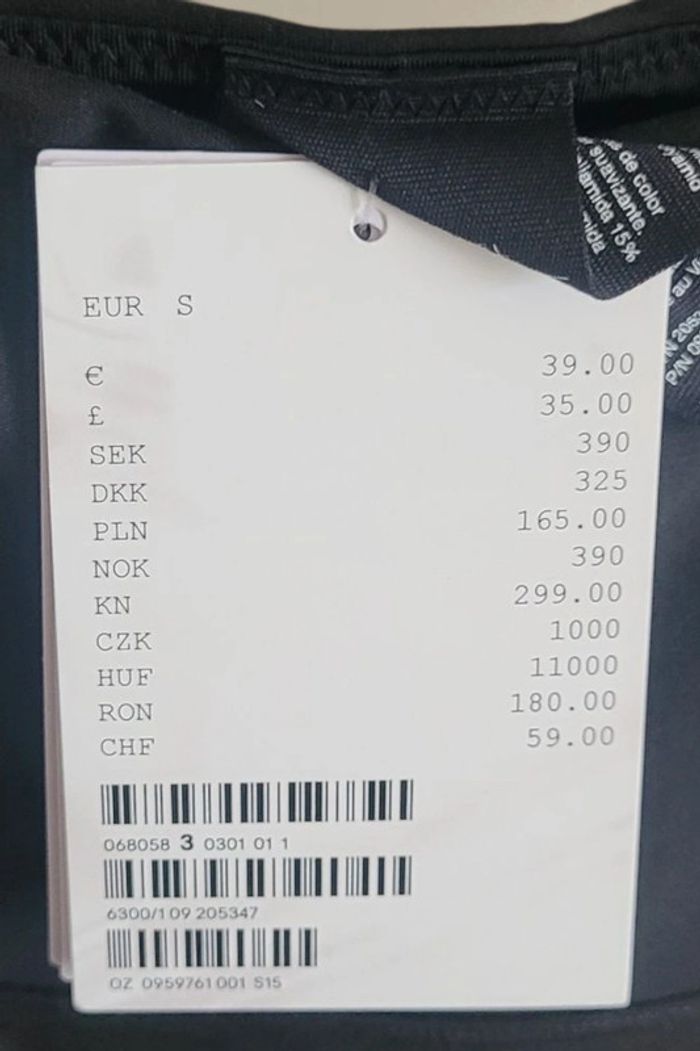 EUR S
€ 39.00
£ 35.00
SEK 390
DKK 325
PLN 165.00
NOK 390
KN 299.00
CZK 1000
HUF 11000
RON 180.00
CHF 59.00
068058 3 0301 01 1
6300/1 09 205347
OZ 0959761001 S15
de color
suavizante.
15%
au
P/N